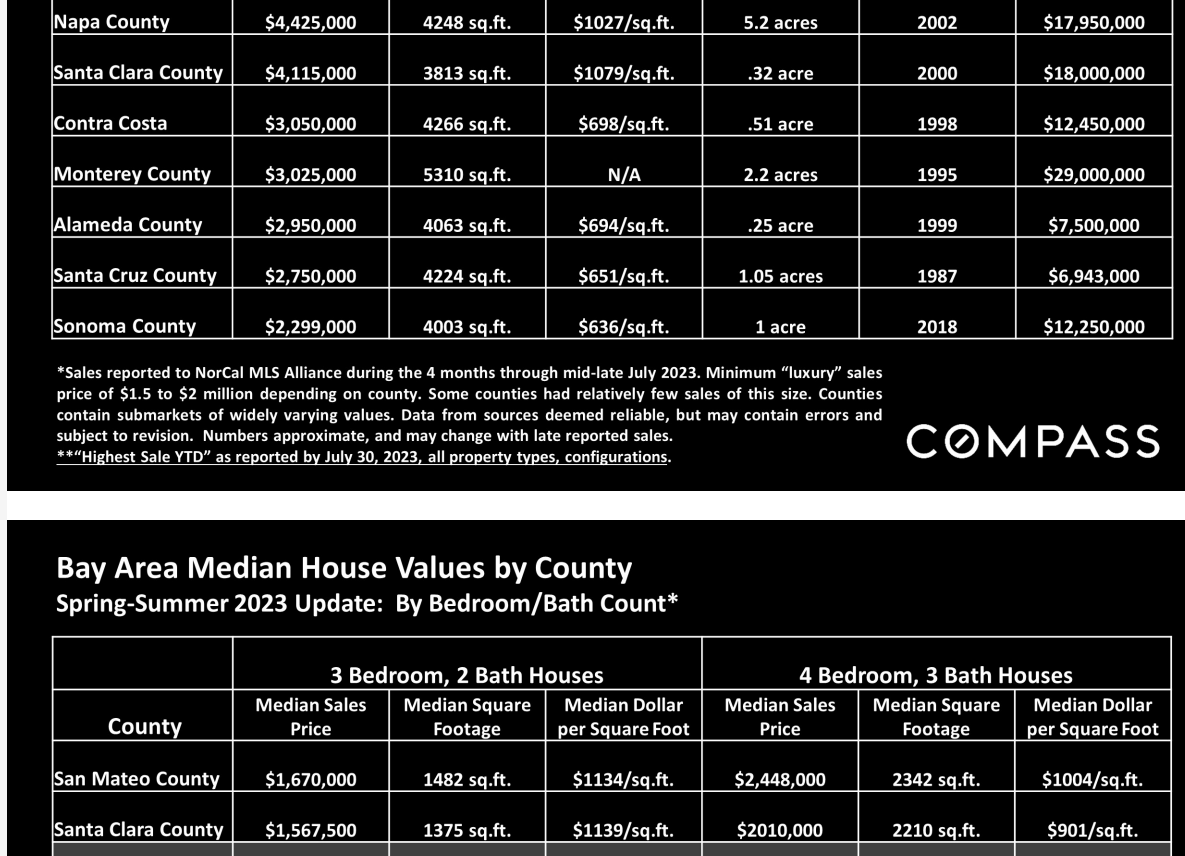 Napa County $4,425,000 4248 sq.ft. $1027/sq.ft. 5.2 acres 2002 $17,950,000
Santa Clara County $4,115,000 3813 sq.ft. $1079/sq.ft. .32 acre 2000 $18,000,000
Contra Costa $3,050,000 4266 sq.ft. $698/sq.ft. .51 acre 1998 $12,450,000
Monterey County $3,025,000 5310 sq.ft. N/A 2.2 acres 1995 $29,000,000
Alameda County $2,950,000 4063 sq.ft. $694/sq.ft. .25 acre 1999 $7,500,000
Santa Cruz County $2,750,000 4224 sq.ft. $651/sq.ft. 1.05 acres 1987 $6,943,000
Sonoma County $2,299,000 4003 sq.ft. $636/sq.ft. 1 acre 2018 $12,250,000
*Sales reported to NorCal MLS Alliance during the 4 months through mid-late July 2023. Minimum “luxury” sales
price of $1.5 to $2 million depending on county. Some counties had relatively few sales of this size. Counties
contain submarkets of widely varying values. Data from sources deemed reliable, but may contain errors and
subject to revision. Numbers approximate, and may change with late reported sales.
**“Highest Sale YTD” as reported by July 30, 2023, all property types, configurations.
COMPASS
Bay Area Median House Values by County
Spring-Summer 2023 Update: By Bedroom/Bath Count*
3 Bedroom, 2 Bath Houses 4 Bedroom, 3 Bath Houses
County Median Sales Price Median Square Footage Median Dollar per Square Foot Median Sales Price Median Square Footage Median Dollar per Square Foot
San Mateo County $1,670,000 1482 sq.ft. $1134/sq.ft. $2,448,000 2342 sq.ft. $1004/sq.ft.
Santa Clara County $1,567,500 1375 sq.ft. $1139/sq.ft. $2010,000 2210 sq.ft. $901/sq.ft.